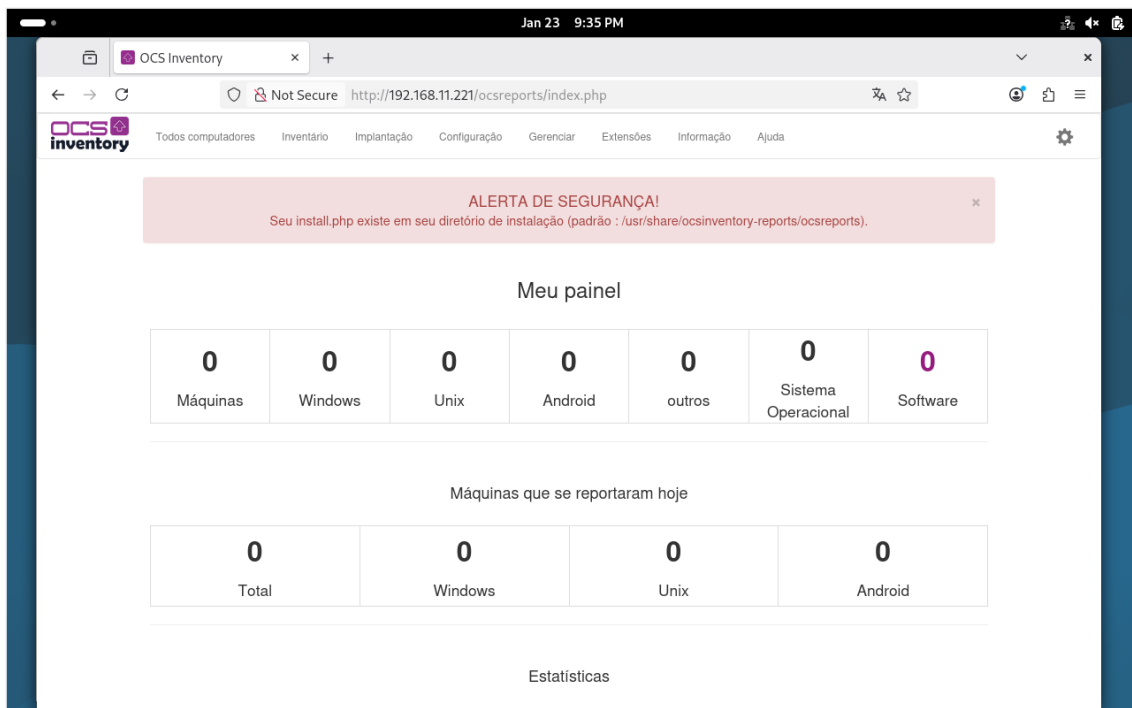 Jan 23 9:35 PM
OCS Inventory
Not Secure http://192.168.11.221/ocsreports/index.php
OCS inventory
Todos computadores Inventário Implantação Configuração Gerenciar Extensões Informação Ajuda
ALERTA DE SEGURANÇA!
Seu install.php existe em seu diretório de instalação (padrão : /usr/share/ocsinventory-reports/ocsreports).
Meu painel
0 0 0 0 0 0 0
Máquinas Windows Unix Android outros Sistema Operacional Software
Máquinas que se reportaram hoje
0 0 0 0
Total Windows Unix Android
Estatísticas